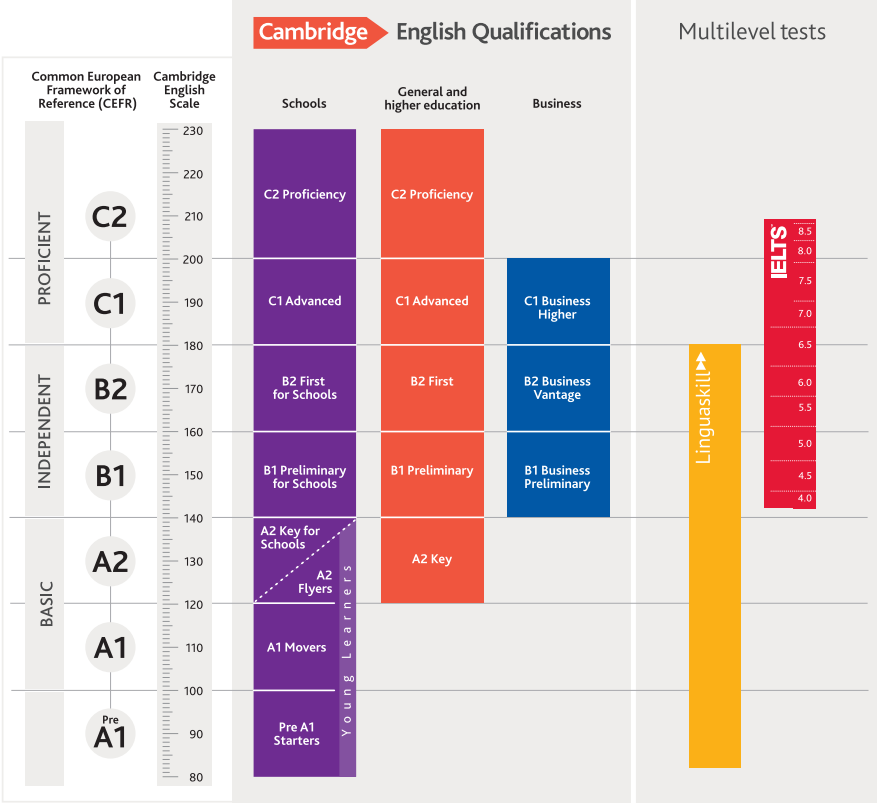 Cambridge English Qualifications
Multilevel tests
Common European
Framework of
Reference (CEFR)
Cambridge
English
Scale
Schools
General and
higher education
Business
PROFICIENT
INDEPENDENT
BASIC
C2
C1
B2
B1
A2
A1
Pre
A1
230
220
210
200
190
180
170
160
150
140
130
120
110
100
90
80
C2 Proficiency
C1 Advanced
B2 First
for Schools
B1 Preliminary
for Schools
A2 Key for
Schools
A2
Flyers
A1 Movers
Pre A1
Starters
Young Learners
C2 Proficiency
C1 Advanced
B2 First
B1 Preliminary
A2 Key
C1 Business
Higher
B2 Business
Vantage
B1 Business
Preliminary
Linguaskill
IELTS
8.5
8.0
7.5
7.0
6.5
6.0
5.5
5.0
4.5
4.0